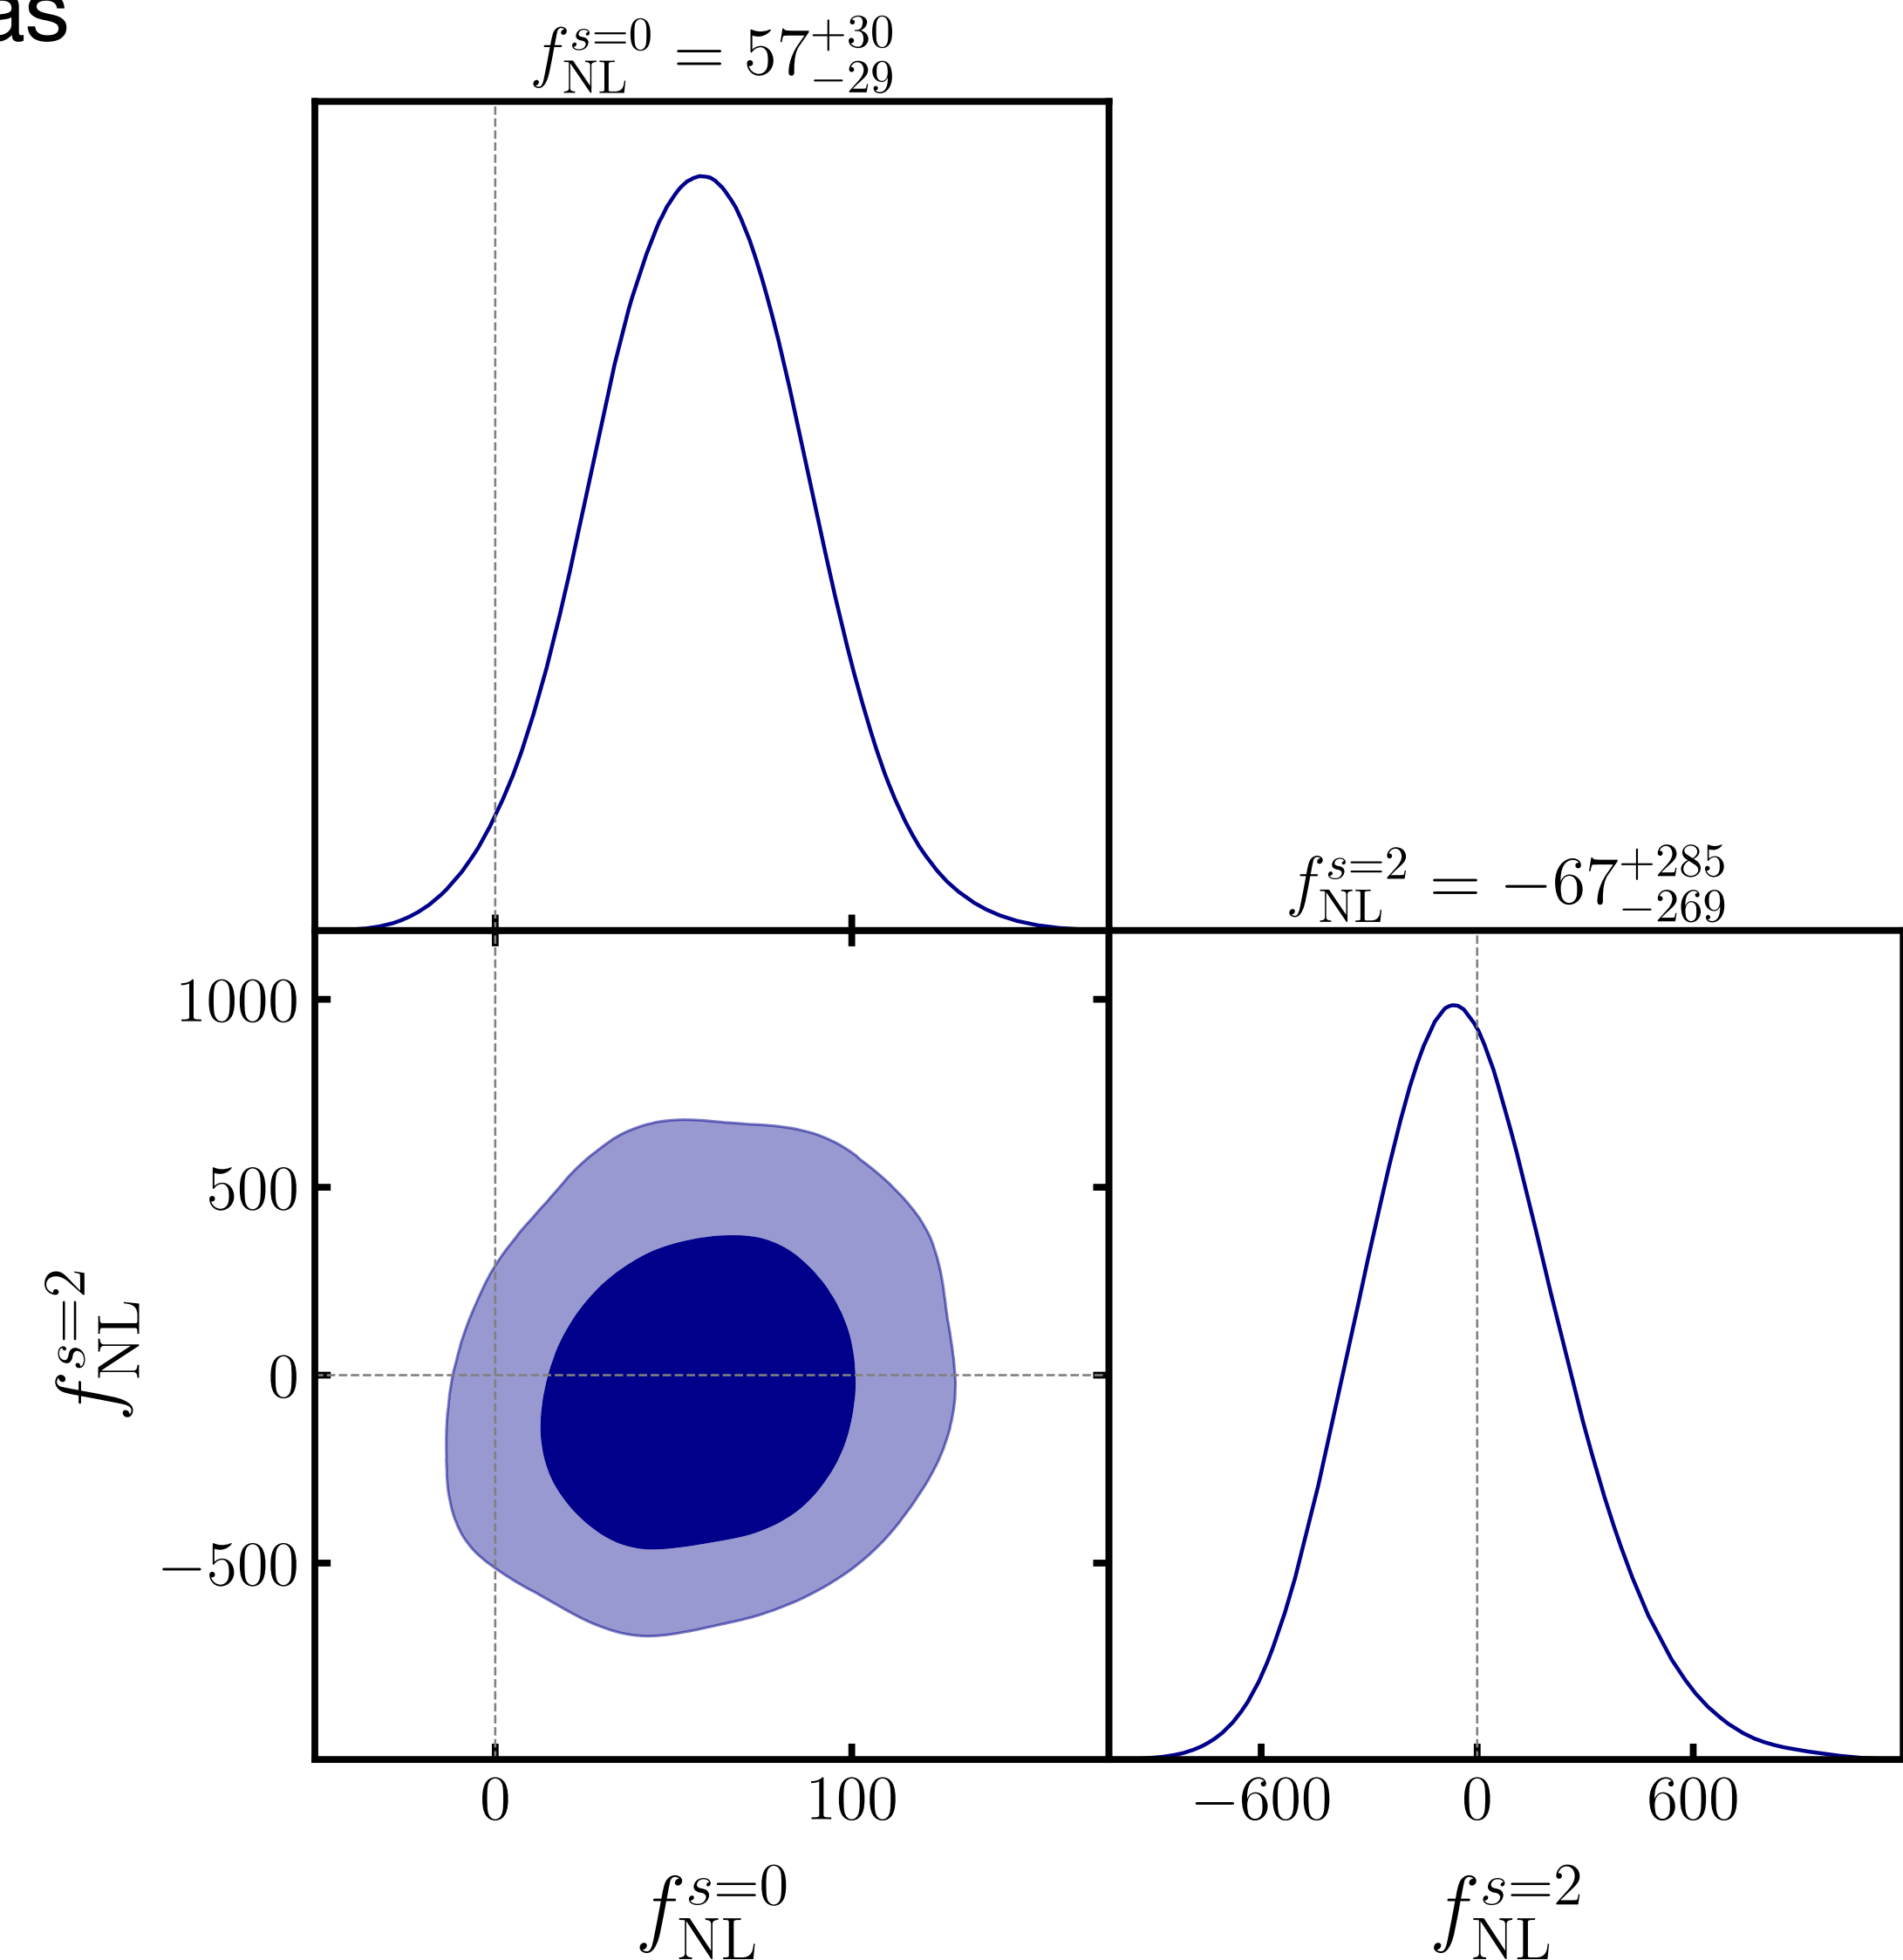 as
f_NL^{s=0} = 57^{+30}_{−29}
f_NL^{s=2} = −67^{+285}_{−269}
1000
500
0
−500
f_NL^{s=2}
0 100 −600 0 600
f_NL^{s=0} f_NL^{s=2}